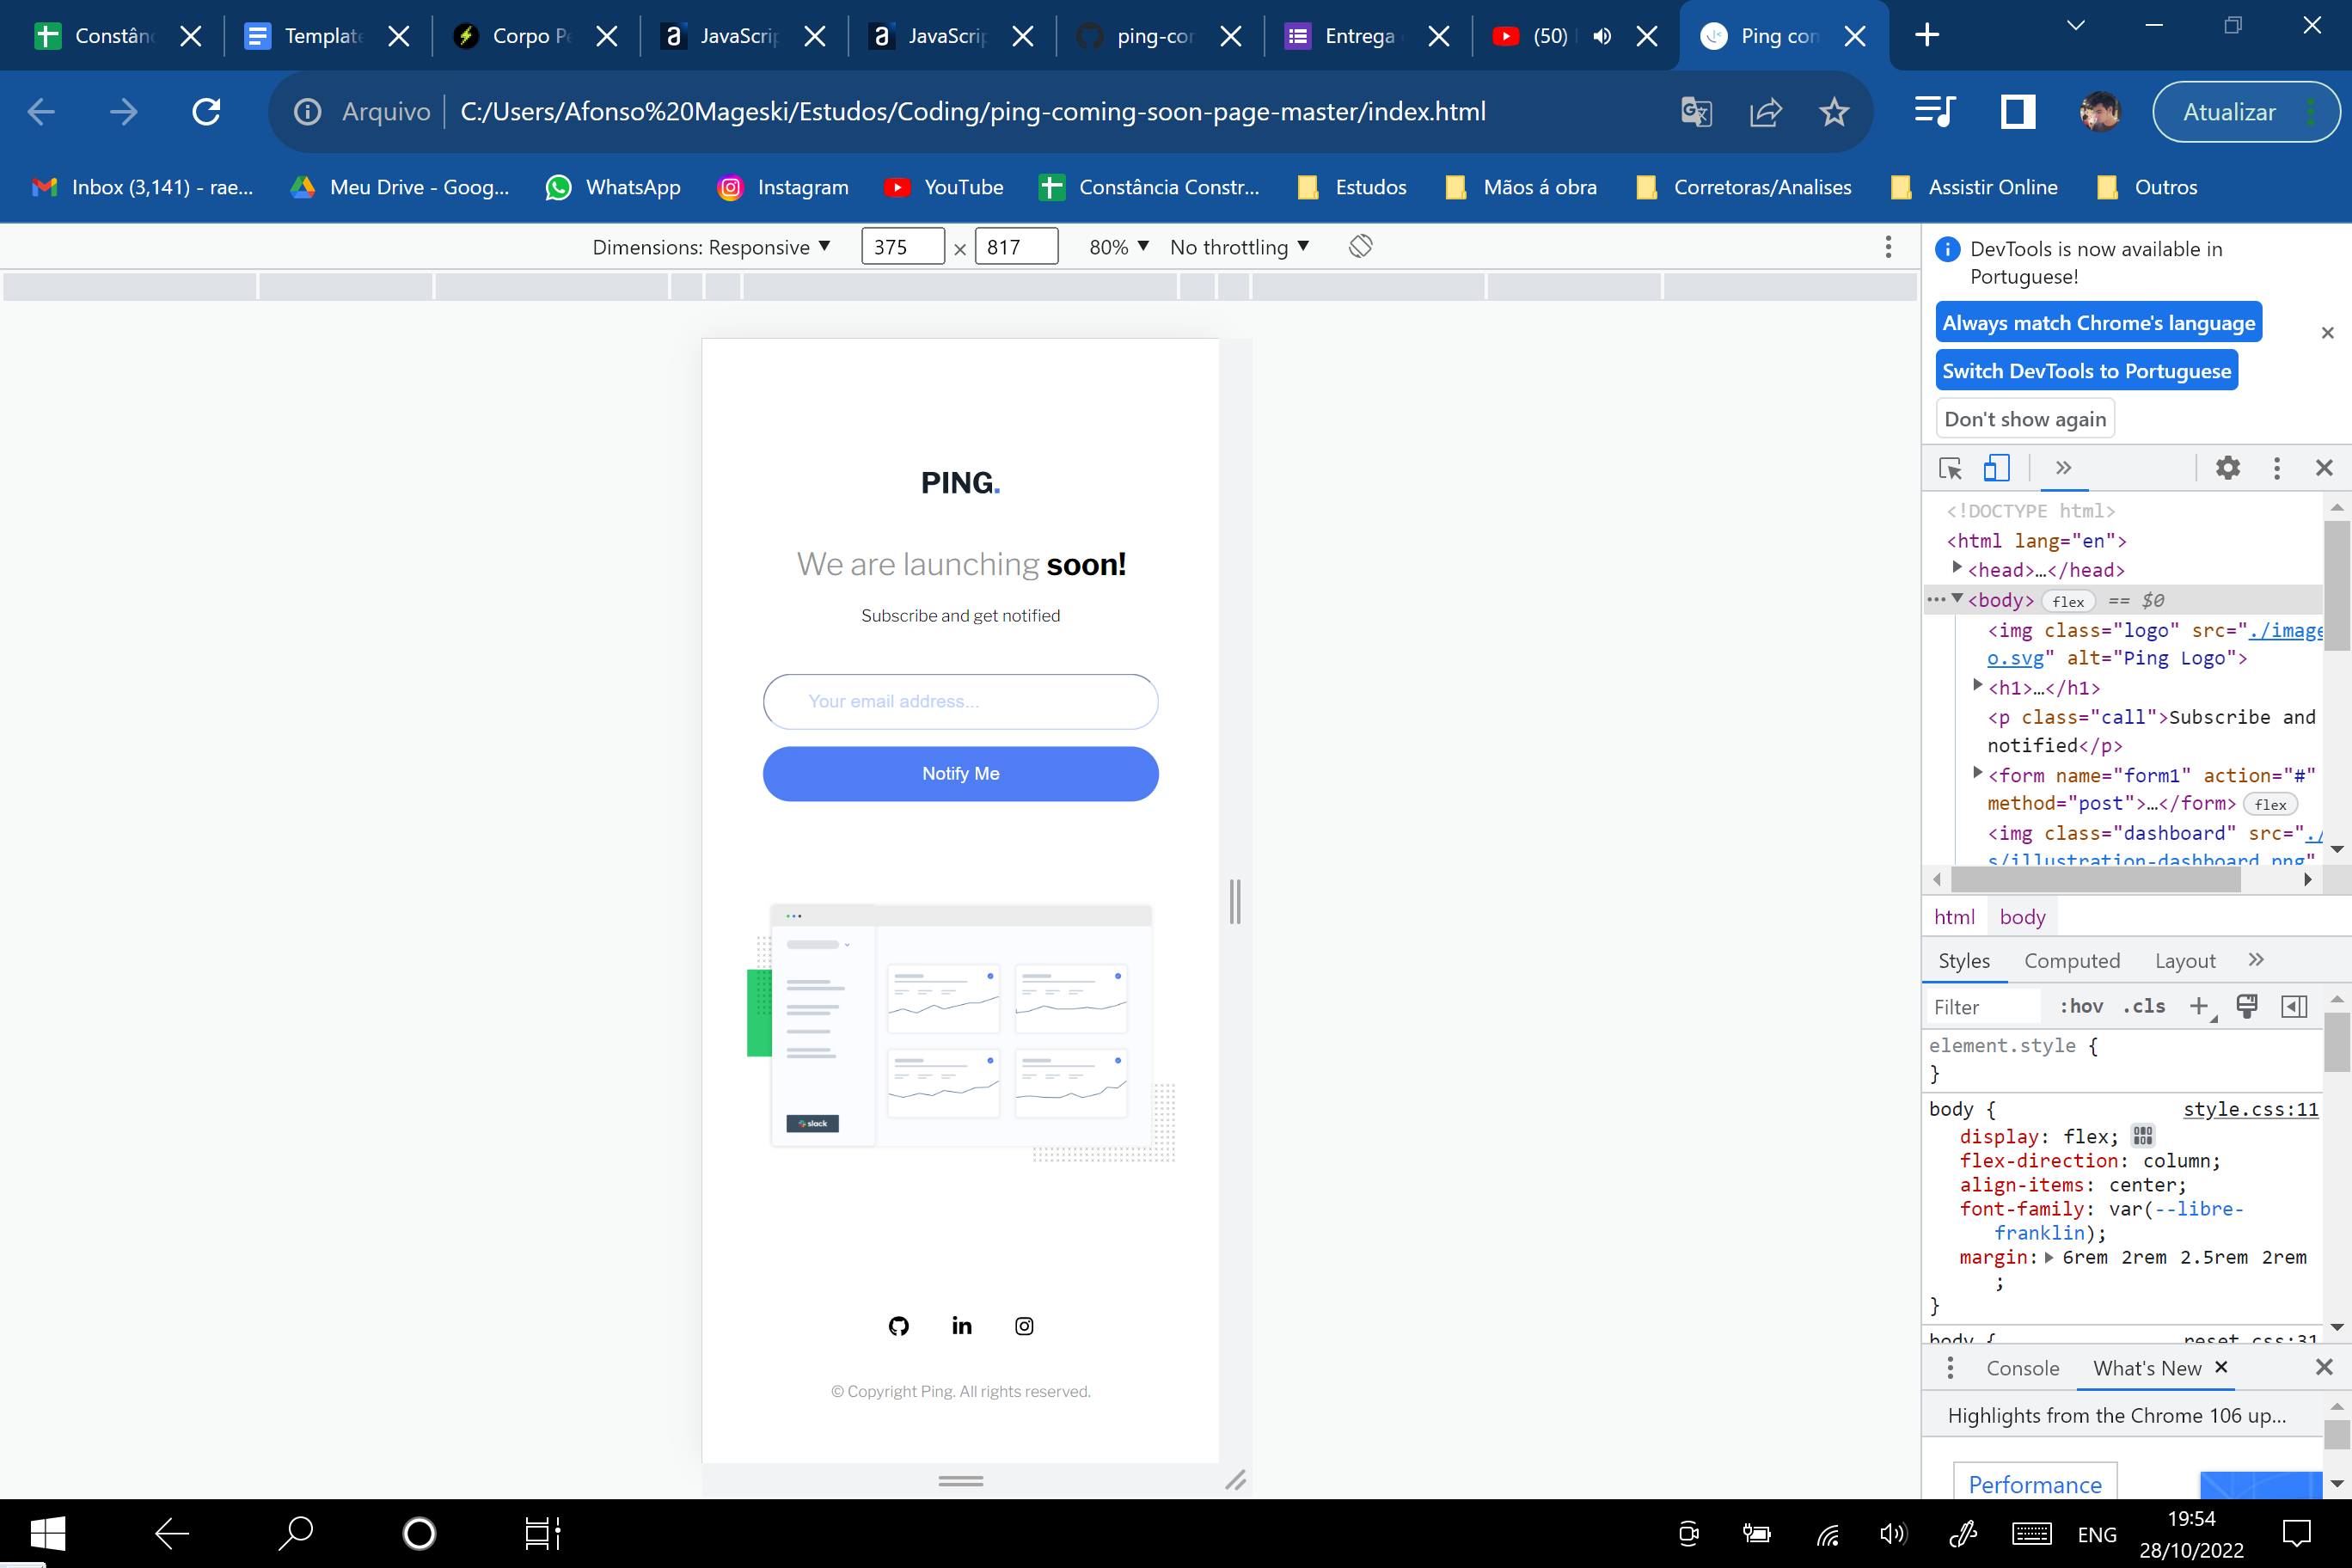 Constân
Template
Corpo Pe
JavaScrip
JavaScrip
ping-cor
Entrega
(50)
Ping con
Arquivo
C:/Users/Afonso%20Mageski/Estudos/Coding/ping-coming-soon-page-master/index.html
Atualizar
Inbox (3,141) - rae...
Meu Drive - Goog...
WhatsApp
Instagram
YouTube
Constância Constr...
Estudos
Mãos á obra
Corretoras/Analises
Assistir Online
Outros
Dimensions: Responsive
375 × 817
80%
No throttling
PING.
We are launching soon!
Subscribe and get notified
Your email address...
Notify Me
slack
© Copyright Ping. All rights reserved.
DevTools is now available in
Portuguese!
Always match Chrome's language
Switch DevTools to Portuguese
Don't show again
<!DOCTYPE html>
<html lang="en">
<head>…</head>
<body> flex == $0
<img class="logo" src="./image
o.svg" alt="Ping Logo">
<h1>…</h1>
<p class="call">Subscribe and
notified</p>
<form name="form1" action="#"
method="post">…</form> flex
<img class="dashboard" src="./
s/illustration-dashboard.png"
html body
Styles Computed Layout
Filter :hov .cls
element.style {
}
body { style.css:11
display: flex;
flex-direction: column;
align-items: center;
font-family: var(--libre-
franklin);
margin: 6rem 2rem 2.5rem 2rem
;
}
body { reset.css:31
Console What's New
Highlights from the Chrome 106 up...
Performance
ENG
19:54
28/10/2022